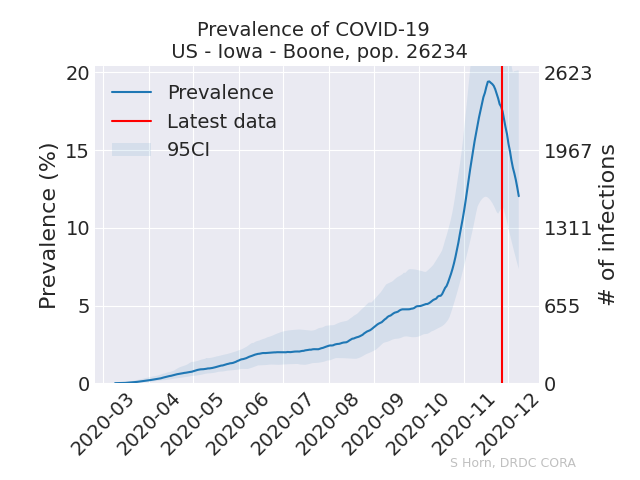 Prevalence of COVID-19
US - Iowa - Boone, pop. 26234
Prevalence
Latest data
95CI
Prevalence (%)
20
15
10
5
0
2623
1967
1311
655
0
# of infections
2020-03
2020-04
2020-05
2020-06
2020-07
2020-08
2020-09
2020-10
2020-11
2020-12
S Horn, DRDC CORA